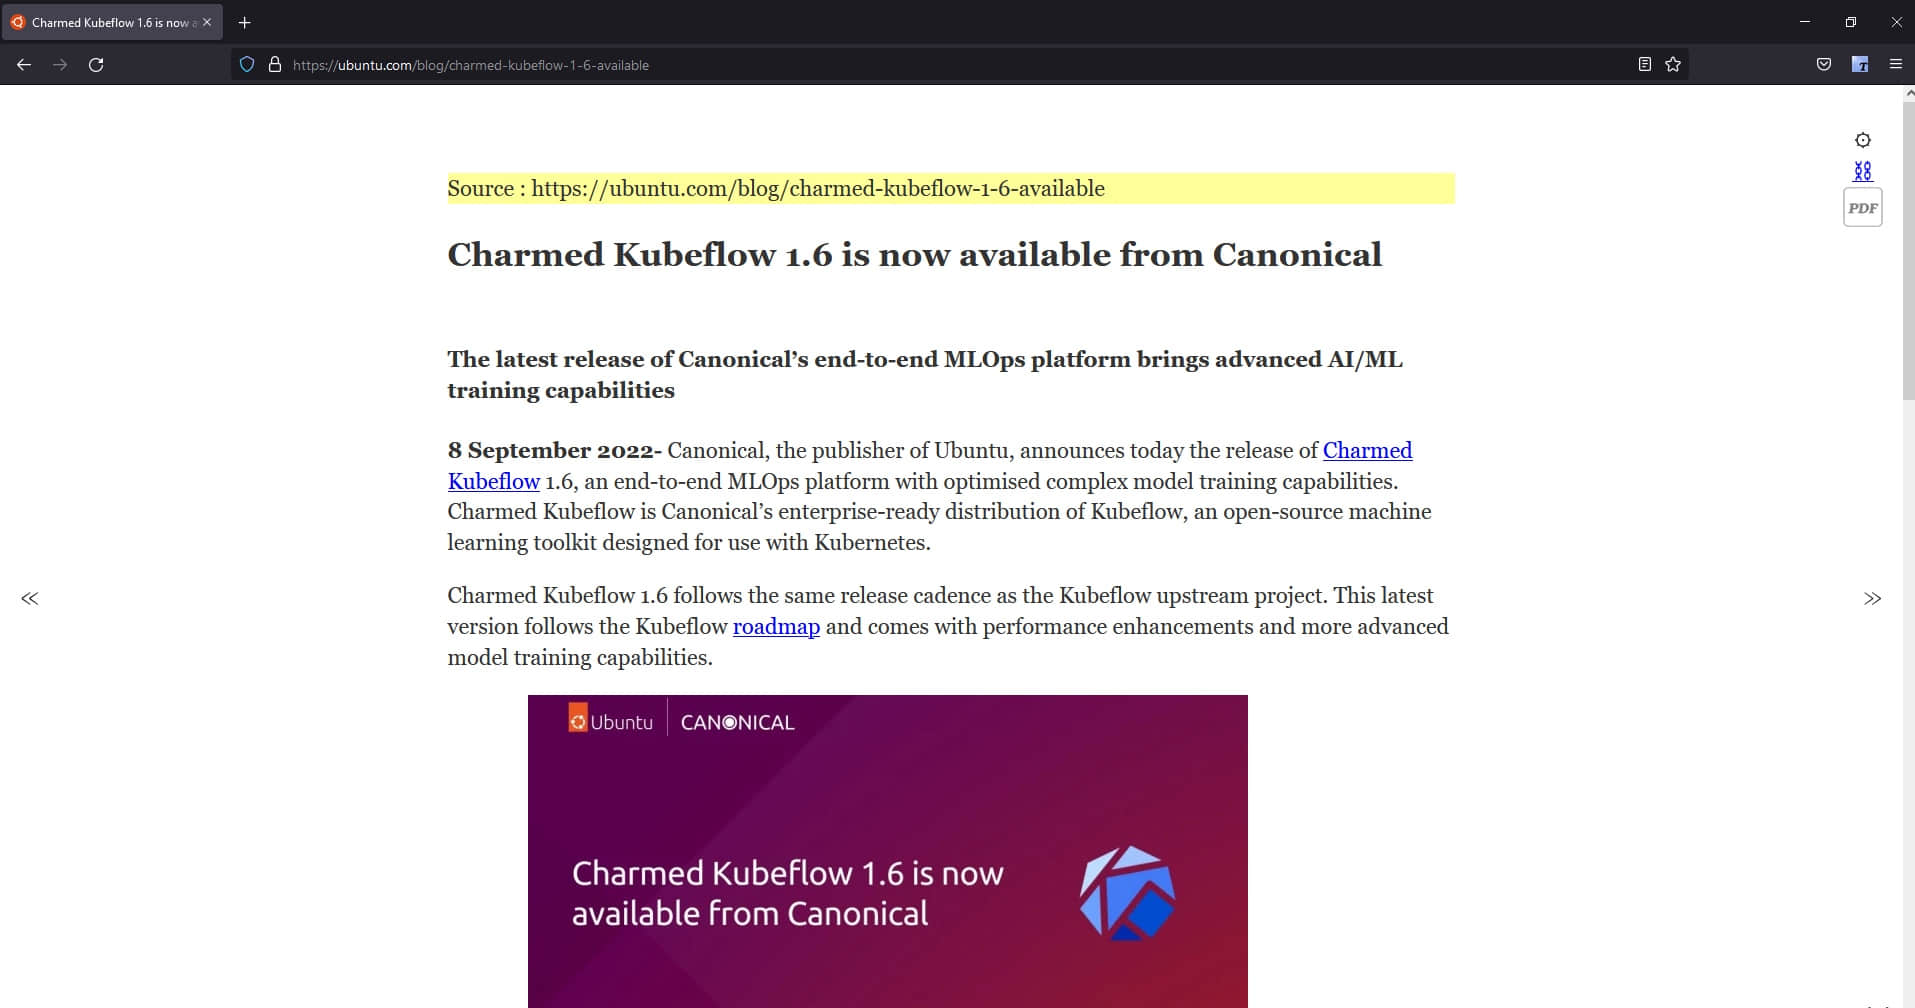 Charmed Kubeflow 1.6 is now
https://ubuntu.com/blog/charmed-kubeflow-1-6-available
Source : https://ubuntu.com/blog/charmed-kubeflow-1-6-available
PDF
Charmed Kubeflow 1.6 is now available from Canonical
The latest release of Canonical’s end-to-end MLOps platform brings advanced AI/ML
training capabilities
8 September 2022- Canonical, the publisher of Ubuntu, announces today the release of Charmed
Kubeflow 1.6, an end-to-end MLOps platform with optimised complex model training capabilities.
Charmed Kubeflow is Canonical’s enterprise-ready distribution of Kubeflow, an open-source machine
learning toolkit designed for use with Kubernetes.
Charmed Kubeflow 1.6 follows the same release cadence as the Kubeflow upstream project. This latest
version follows the Kubeflow roadmap and comes with performance enhancements and more advanced
model training capabilities.
Ubuntu CANONICAL
Charmed Kubeflow 1.6 is now
available from Canonical